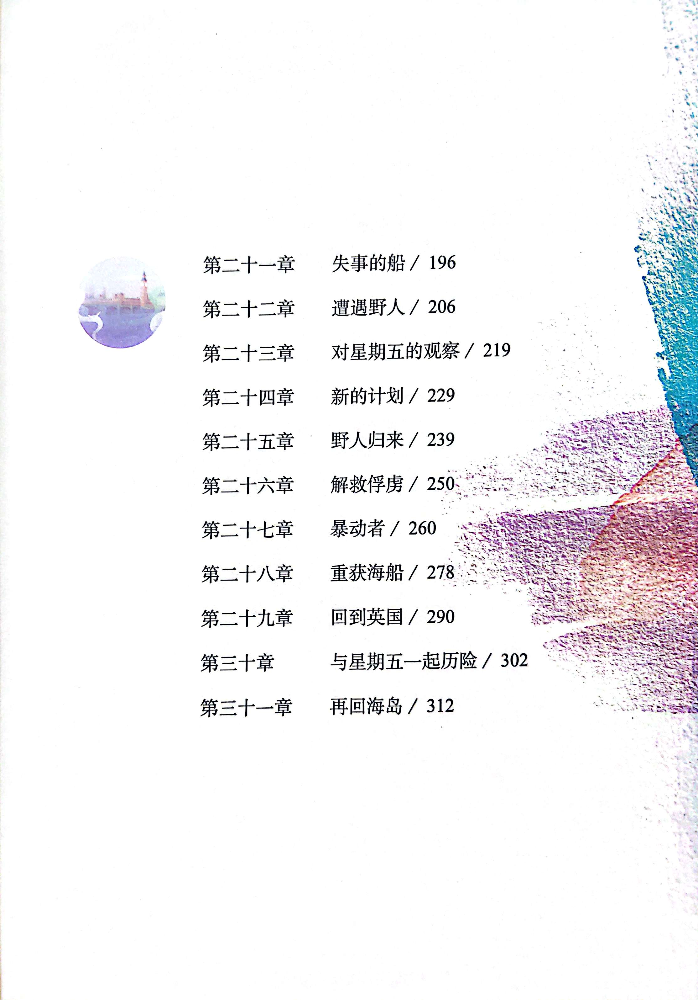 第二十一章 失事的船 / 196
第二十二章 遭遇野人 / 206
第二十三章 对星期五的观察 / 219
第二十四章 新的计划 / 229
第二十五章 野人归来 / 239
第二十六章 解救俘虏 / 250
第二十七章 暴动者 / 260
第二十八章 重获海船 / 278
第二十九章 回到英国 / 290
第三十章 与星期五一起历险 / 302
第三十一章 再回海岛 / 312